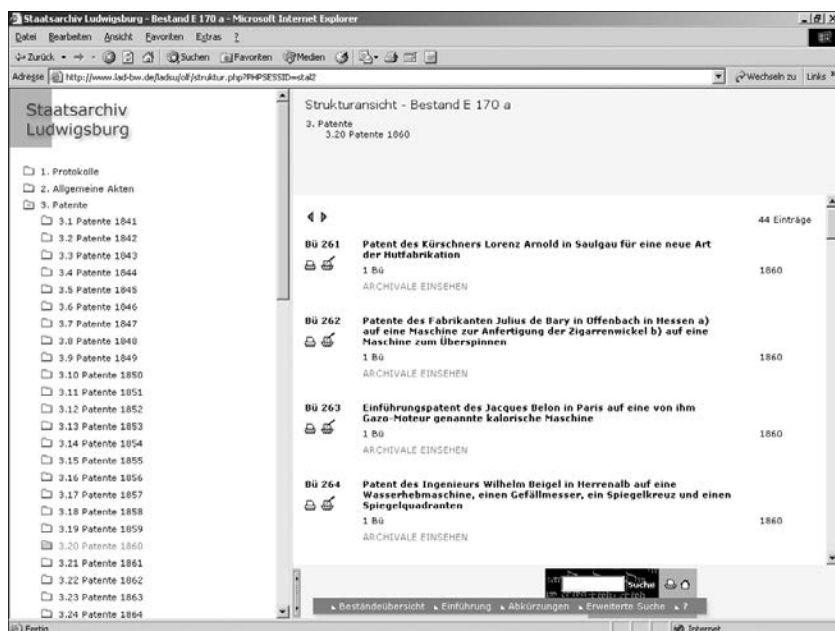 Staatsarchiv Ludwigsburg - Bestand E 170 a - Microsoft Internet Explorer
Datei Bearbeiten Ansicht Favoriten Extras ?
Zurück Suchen Favoriten Medien
Adresse http://www.lad-bw.de/ladsu/olf/struktur.php?PHPSESSID=stal2 Wechseln zu Links
Staatsarchiv
Ludwigsburg
1. Protokolle
2. Allgemeine Akten
3. Patente
3.1 Patente 1841
3.2 Patente 1842
3.3 Patente 1843
3.4 Patente 1844
3.5 Patente 1845
3.6 Patente 1846
3.7 Patente 1847
3.8 Patente 1848
3.9 Patente 1849
3.10 Patente 1850
3.11 Patente 1851
3.12 Patente 1852
3.13 Patente 1853
3.14 Patente 1854
3.15 Patente 1855
3.16 Patente 1856
3.17 Patente 1857
3.18 Patente 1858
3.19 Patente 1859
3.20 Patente 1860
3.21 Patente 1861
3.22 Patente 1862
3.23 Patente 1863
3.24 Patente 1864
Strukturansicht - Bestand E 170 a
3. Patente
3.20 Patente 1860
44 Einträge
Bü 261 Patent des Kürschners Lorenz Arnold in Saulgau für eine neue Art
der Hutfabrikation
1 Bü 1860
ARCHIVALE EINSEHEN
Bü 262 Patente des Fabrikanten Julius de Bary in Offenbach in Hessen a)
auf eine Maschine zur Anfertigung der Zigarrenwickel b) auf eine
Maschine zum Überspinnen
1 Bü 1860
ARCHIVALE EINSEHEN
Bü 263 Einführungspatent des Jacques Belon in Paris auf eine von ihm
Gazo-Moteur genannte kalorische Maschine
1 Bü 1860
ARCHIVALE EINSEHEN
Bü 264 Patent des Ingenieurs Wilhelm Beigel in Herrenalb auf eine
Wasserhebmaschine, einen Gefällmesser, ein Spiegelkreuz und einen
Spiegelquadranten
1 Bü 1860
ARCHIVALE EINSEHEN
Suche
Beständeübersicht Einführung Abkürzungen Erweiterte Suche ?
Fertig Internet